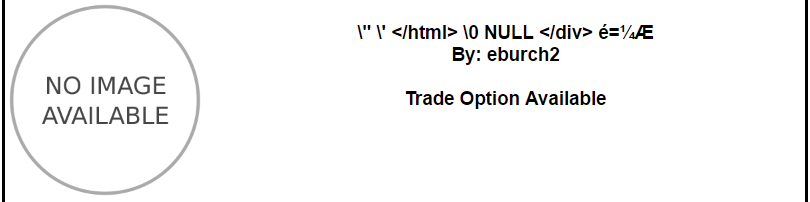 NO IMAGE
AVAILABLE
\" \' </html> \0 NULL </div> é=¼Æ
By: eburch2
Trade Option Available